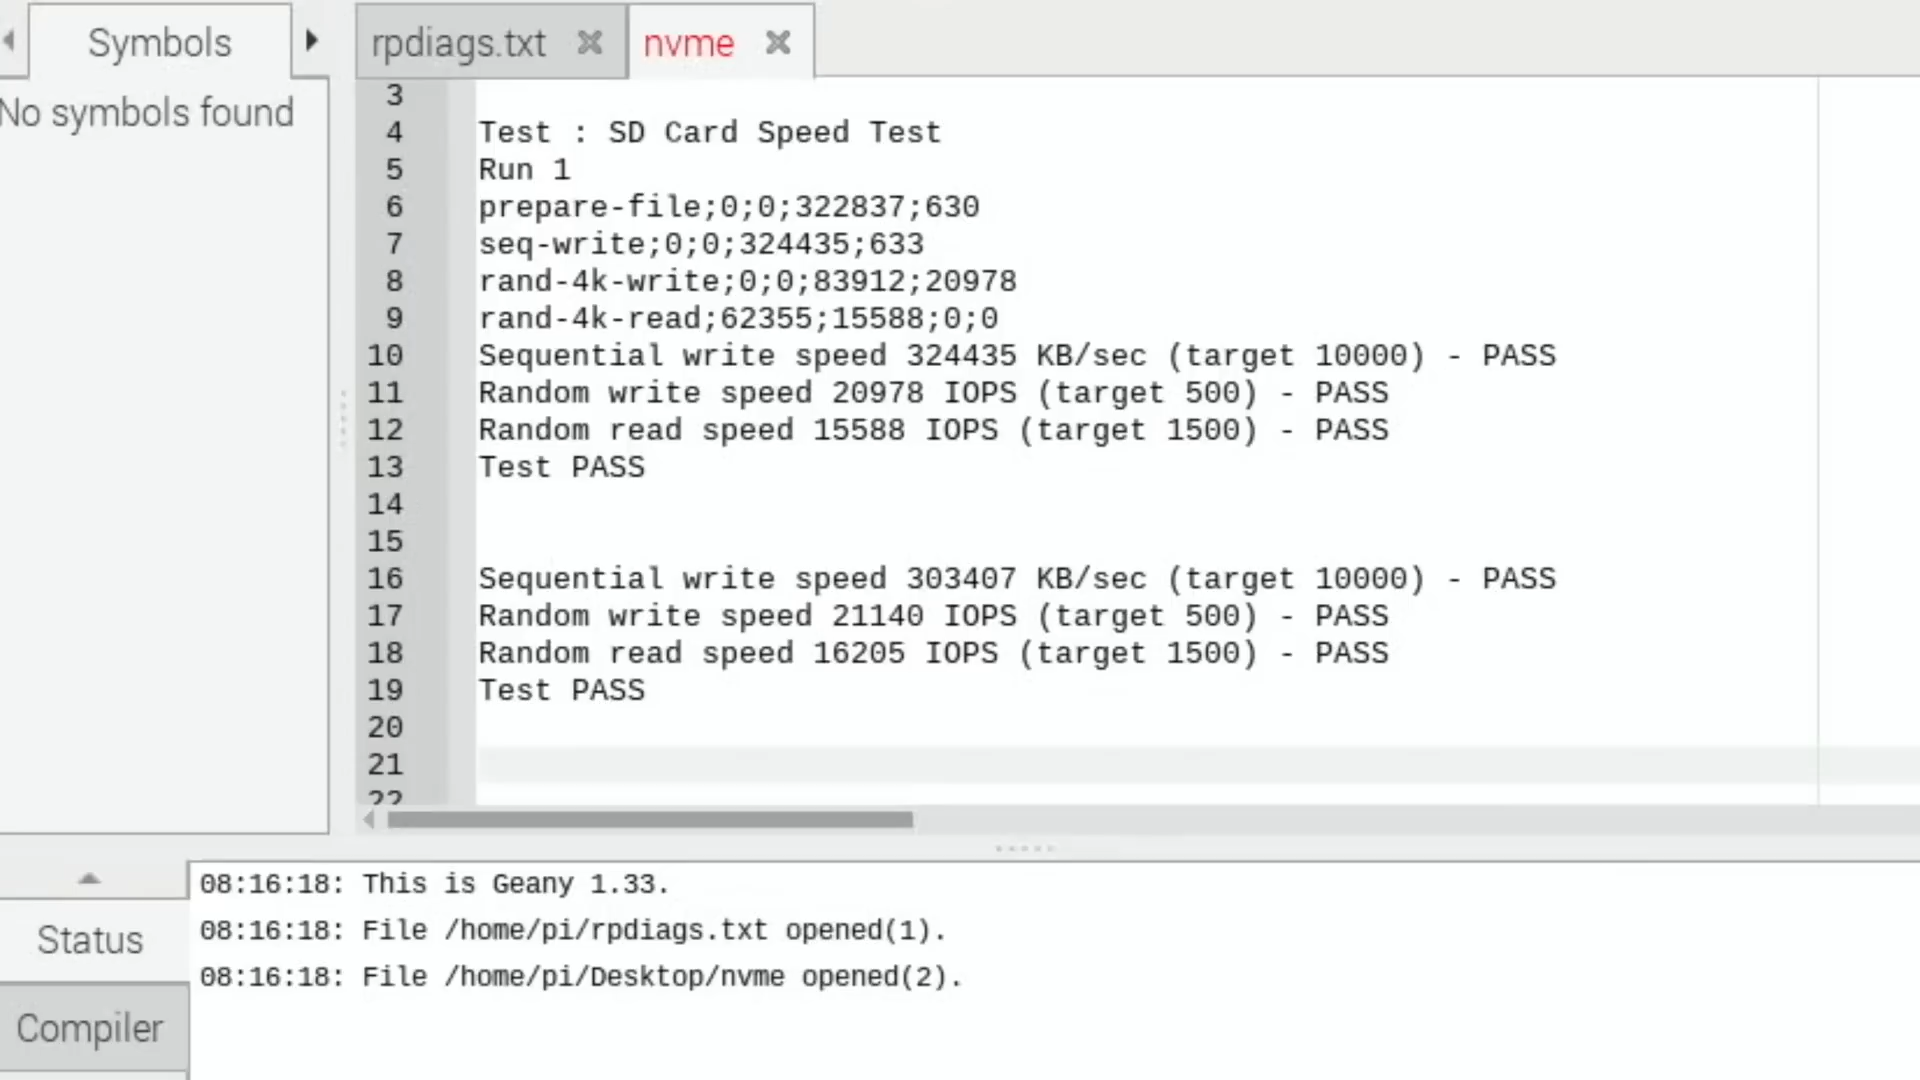 Symbols
No symbols found
rpdiags.txt
nvme
3
4 Test : SD Card Speed Test
5 Run 1
6 prepare-file;0;0;322837;630
7 seq-write;0;0;324435;633
8 rand-4k-write;0;0;83912;20978
9 rand-4k-read;62355;15588;0;0
10 Sequential write speed 324435 KB/sec (target 10000) - PASS
11 Random write speed 20978 IOPS (target 500) - PASS
12 Random read speed 15588 IOPS (target 1500) - PASS
13 Test PASS
14
15
16 Sequential write speed 303407 KB/sec (target 10000) - PASS
17 Random write speed 21140 IOPS (target 500) - PASS
18 Random read speed 16205 IOPS (target 1500) - PASS
19 Test PASS
20
21
22
Status
Compiler
08:16:18: This is Geany 1.33.
08:16:18: File /home/pi/rpdiags.txt opened(1).
08:16:18: File /home/pi/Desktop/nvme opened(2).